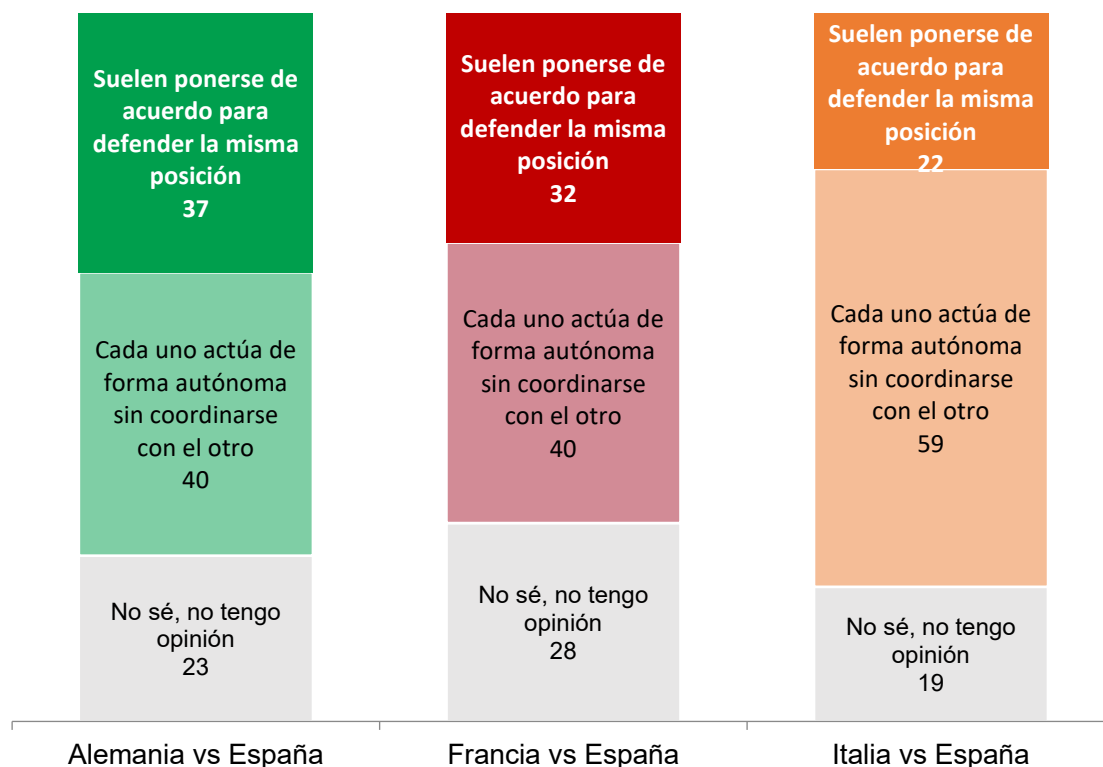 Suelen ponerse de
acuerdo para
defender la misma
posición
37
Cada uno actúa de
forma autónoma
sin coordinarse
con el otro
40
No sé, no tengo
opinión
23
Alemania vs España
Suelen ponerse de
acuerdo para
defender la misma
posición
32
Cada uno actúa de
forma autónoma
sin coordinarse
con el otro
40
No sé, no tengo
opinión
28
Francia vs España
Suelen ponerse de
acuerdo para
defender la misma
posición
22
Cada uno actúa de
forma autónoma
sin coordinarse
con el otro
59
No sé, no tengo
opinión
19
Italia vs España